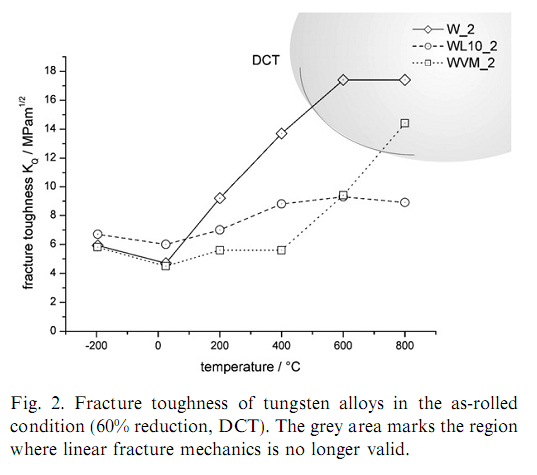 W_2
WL10_2
WVM_2
DCT
18
16
14
12
10
8
6
4
2
0
fracture toughness K_Q / MPam^1/2
-200
0
200
400
600
800
temperature / °C
Fig. 2. Fracture toughness of tungsten alloys in the as-rolled
condition (60% reduction, DCT). The grey area marks the region
where linear fracture mechanics is no longer valid.